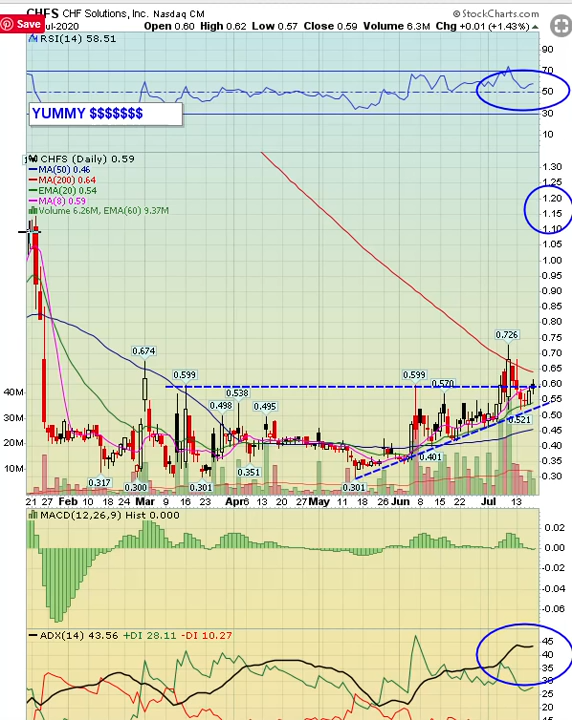 CHFS CHF Solutions, Inc. Nasdaq CM © StockCharts.com
Save
Jul-2020 Open 0.60 High 0.62 Low 0.57 Close 0.59 Volume 6.3M Chg +0.01 (+1.43%)
RSI(14) 58.51
90
70
50
30
10
YUMMY $$$$$$$
CHFS (Daily) 0.59
MA(50) 0.46
MA(200) 0.64
EMA(20) 0.54
MA(8) 0.59
Volume 6.26M, EMA(60) 9.37M
1.30
1.25
1.20
1.15
1.10
1.05
1.00
0.95
0.90
0.85
0.80
0.75
0.70
0.65
0.60
0.55
0.50
0.45
0.40
0.35
0.30
40M
30M
20M
10M
0.726
0.674
0.599
0.599
0.570
0.538
0.498
0.495
0.521
0.401
0.351
0.317
0.300
0.301
0.301
21 27 Feb 10 18 24 Mar 9 16 23 Apr 6 13 20 27 May 11 18 26 Jun 8 15 22 Jul 13
MACD(12,26,9) Hist 0.000
0.02
0.00
-0.02
-0.04
-0.06
ADX(14) 43.56 +DI 28.11 -DI 10.27
45
40
35
30
25
20
15